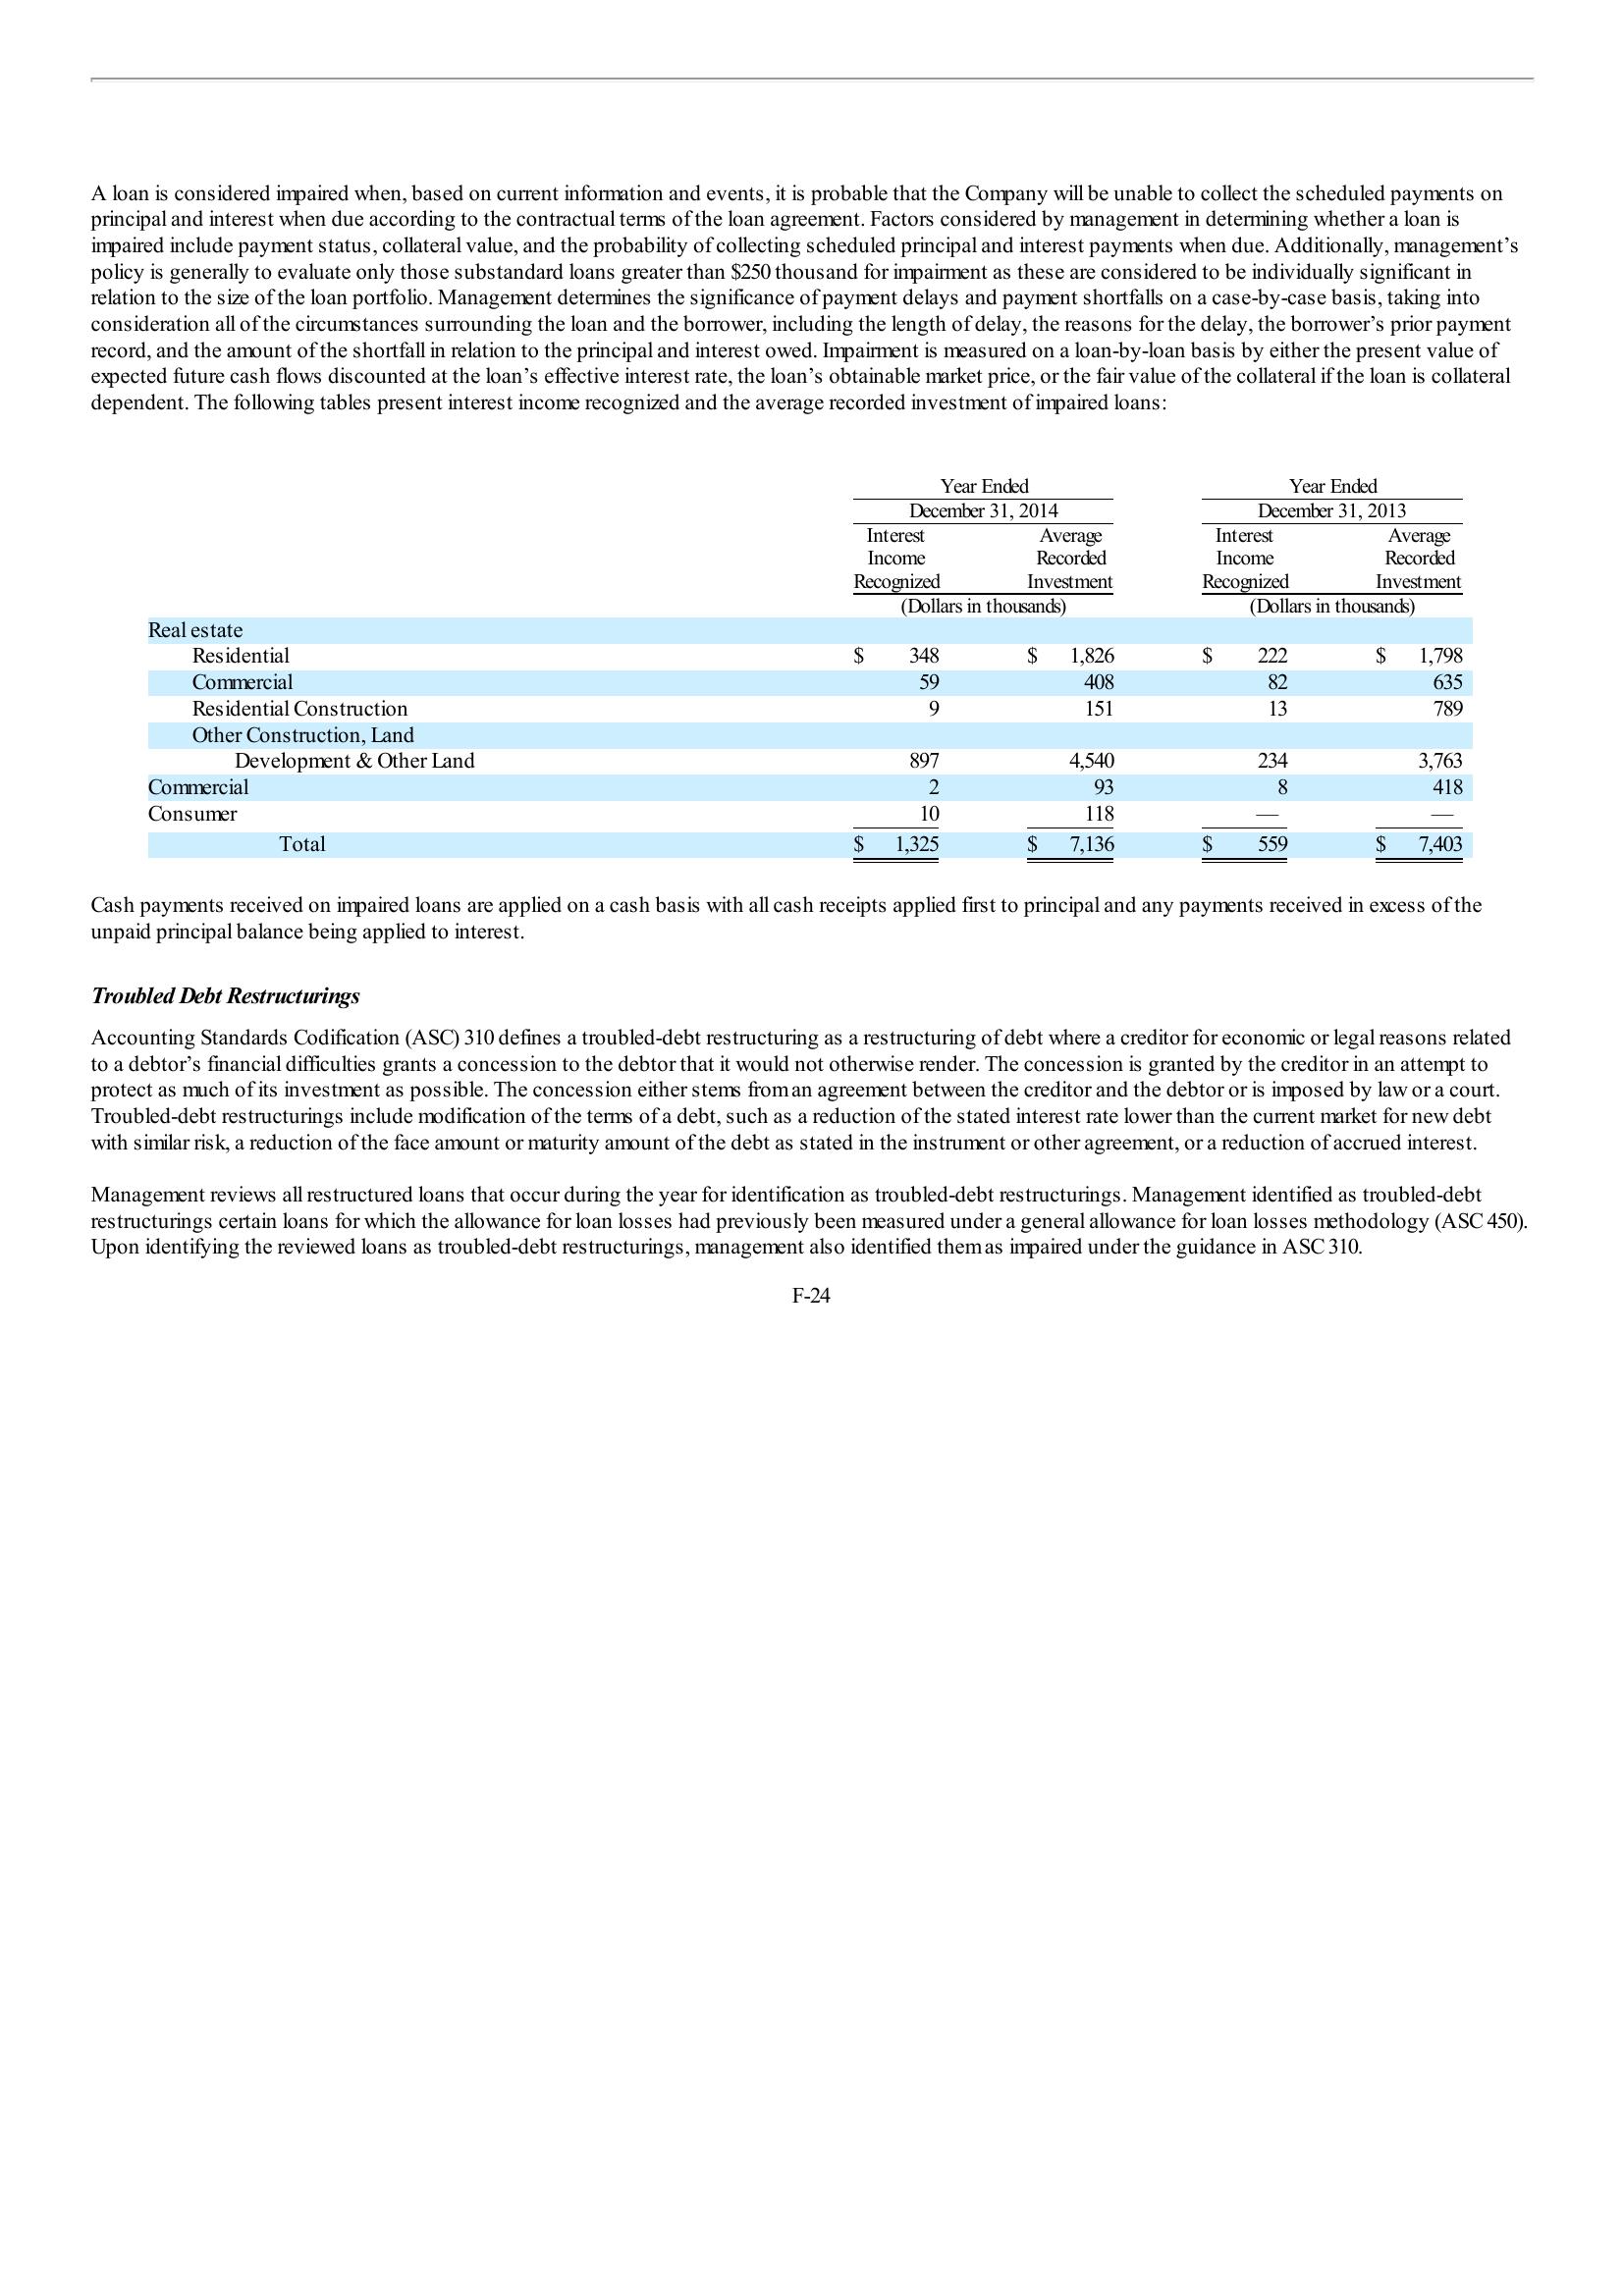 A loan is considered impaired when, based on current information and events, it is probable that the Company will be unable to collect the scheduled payments on
principal and interest when due according to the contractual terms of the loan agreement. Factors considered by management in determining whether a loan is
impaired include payment status, collateral value, and the probability of collecting scheduled principal and interest payments when due. Additionally, management’s
policy is generally to evaluate only those substandard loans greater than $250 thousand for impairment as these are considered to be individually significant in
relation to the size of the loan portfolio. Management determines the significance of payment delays and payment shortfalls on a case-by-case basis, taking into
consideration all of the circumstances surrounding the loan and the borrower, including the length of delay, the reasons for the delay, the borrower’s prior payment
record, and the amount of the shortfall in relation to the principal and interest owed. Impairment is measured on a loan-by-loan basis by either the present value of
expected future cash flows discounted at the loan’s effective interest rate, the loan’s obtainable market price, or the fair value of the collateral if the loan is collateral
dependent. The following tables present interest income recognized and the average recorded investment of impaired loans:
Year Ended Year Ended
December 31, 2014 December 31, 2013
Interest Average Interest Average
Income Recorded Income Recorded
Recognized Investment Recognized Investment
(Dollars in thousands) (Dollars in thousands)
Real estate
Residential $ 348 $ 1,826 $ 222 $ 1,798
Commercial 59 408 82 635
Residential Construction 9 151 13 789
Other Construction, Land
Development & Other Land 897 4,540 234 3,763
Commercial 2 93 8 418
Consumer 10 118 — —
Total $ 1,325 $ 7,136 $ 559 $ 7,403
Cash payments received on impaired loans are applied on a cash basis with all cash receipts applied first to principal and any payments received in excess of the
unpaid principal balance being applied to interest.
Troubled Debt Restructurings
Accounting Standards Codification (ASC) 310 defines a troubled-debt restructuring as a restructuring of debt where a creditor for economic or legal reasons related
to a debtor’s financial difficulties grants a concession to the debtor that it would not otherwise render. The concession is granted by the creditor in an attempt to
protect as much of its investment as possible. The concession either stems from an agreement between the creditor and the debtor or is imposed by law or a court.
Troubled-debt restructurings include modification of the terms of a debt, such as a reduction of the stated interest rate lower than the current market for new debt
with similar risk, a reduction of the face amount or maturity amount of the debt as stated in the instrument or other agreement, or a reduction of accrued interest.
Management reviews all restructured loans that occur during the year for identification as troubled-debt restructurings. Management identified as troubled-debt
restructurings certain loans for which the allowance for loan losses had previously been measured under a general allowance for loan losses methodology (ASC 450).
Upon identifying the reviewed loans as troubled-debt restructurings, management also identified them as impaired under the guidance in ASC 310.
F-24